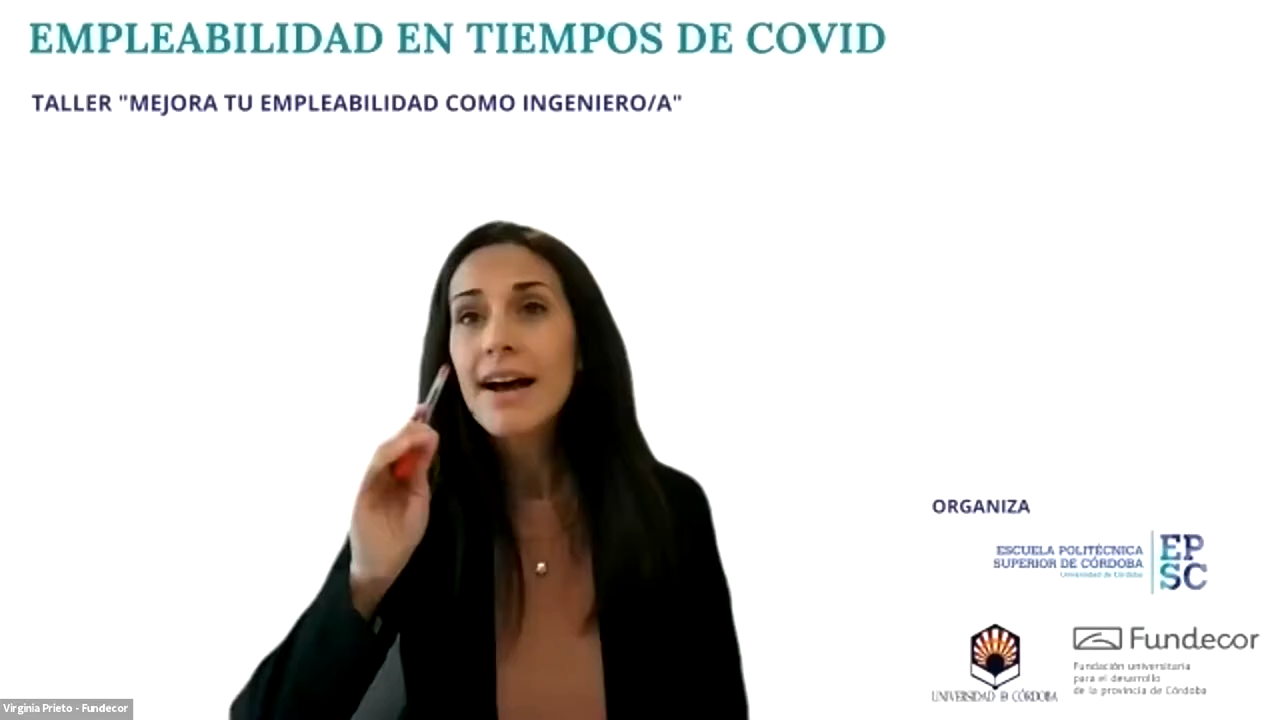 EMPLEABILIDAD EN TIEMPOS DE COVID
TALLER "MEJORA TU EMPLEABILIDAD COMO INGENIERO/A"
ORGANIZA
ESCUELA POLITÉCNICA
SUPERIOR DE CÓRDOBA
Universidad de Córdoba
EP
SC
UNIVERSIDAD D CÓRDOBA
Fundecor
Fundación universitaria
para el desarrollo
de la provincia de Córdoba
Virginia Prieto - Fundecor